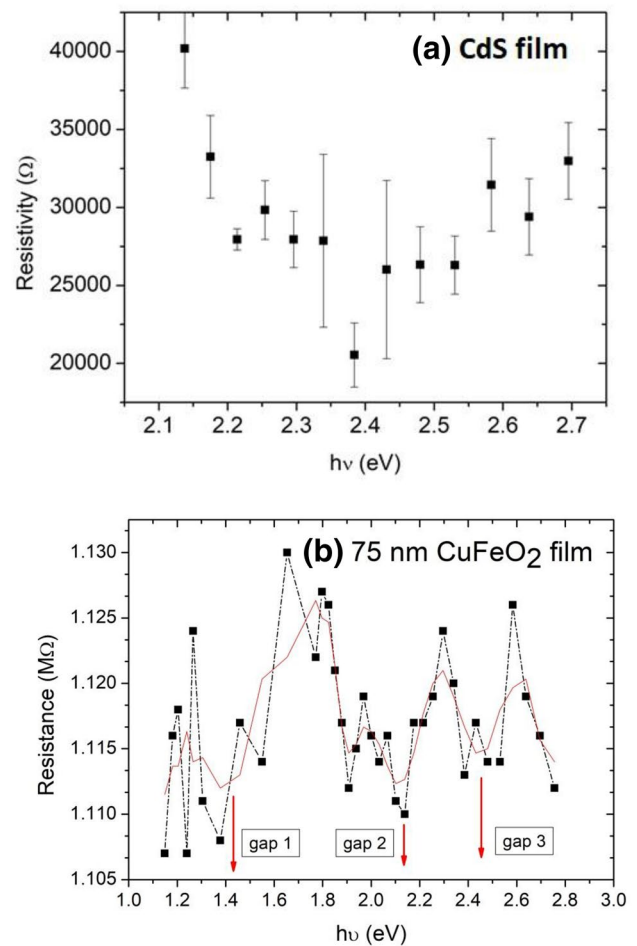 (a) CdS film
40000
35000
30000
25000
20000
Resistivity (Ω)
2.1 2.2 2.3 2.4 2.5 2.6 2.7
hν (eV)
(b) 75 nm CuFeO2 film
1.130
1.125
1.120
1.115
1.110
1.105
Resistance (MΩ)
gap 1
gap 2
gap 3
1.0 1.2 1.4 1.6 1.8 2.0 2.2 2.4 2.6 2.8 3.0
hυ (eV)